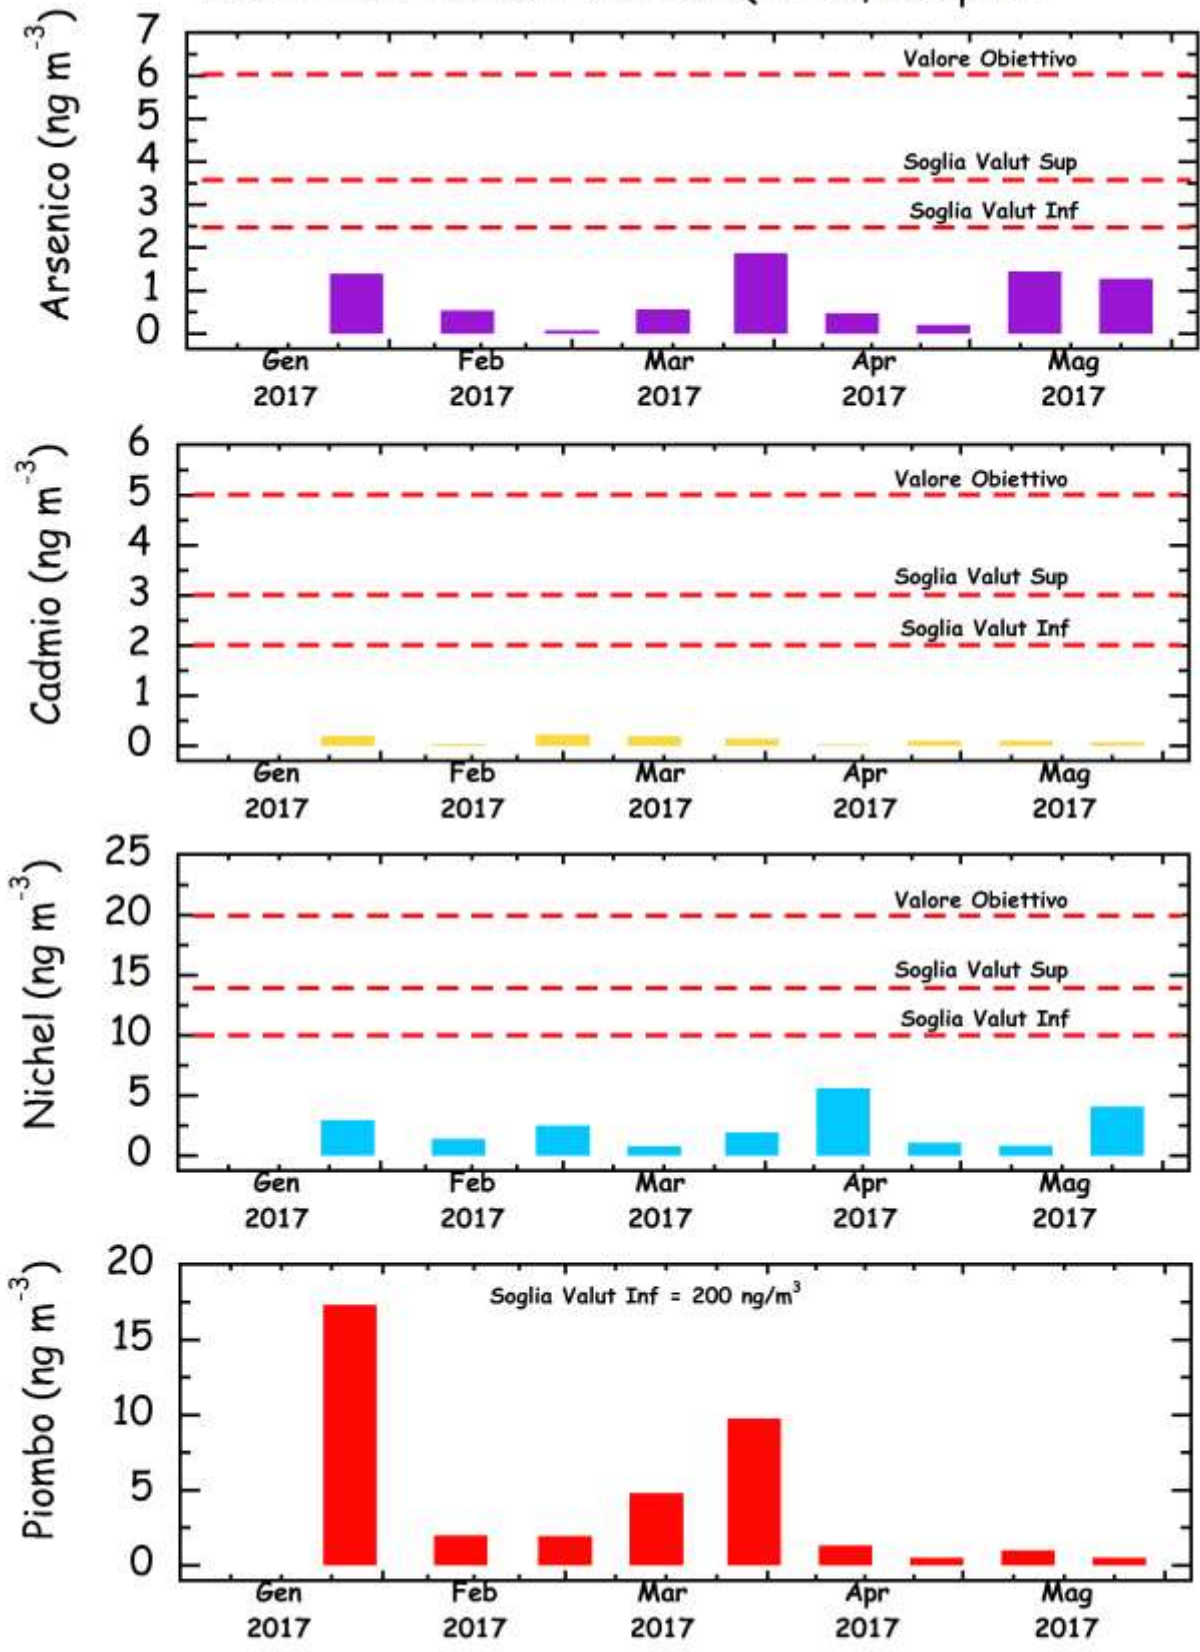 Arsenico (ng m⁻³)
7
6
5
4
3
2
1
0
Valore Obiettivo
Soglia Valut Sup
Soglia Valut Inf
Gen Feb Mar Apr Mag
2017 2017 2017 2017 2017
Cadmio (ng m⁻³)
6
5
4
3
2
1
0
Valore Obiettivo
Soglia Valut Sup
Soglia Valut Inf
Gen Feb Mar Apr Mag
2017 2017 2017 2017 2017
Nichel (ng m⁻³)
25
20
15
10
5
0
Valore Obiettivo
Soglia Valut Sup
Soglia Valut Inf
Gen Feb Mar Apr Mag
2017 2017 2017 2017 2017
Piombo (ng m⁻³)
20
15
10
5
0
Soglia Valut Inf = 200 ng/m³
Gen Feb Mar Apr Mag
2017 2017 2017 2017 2017